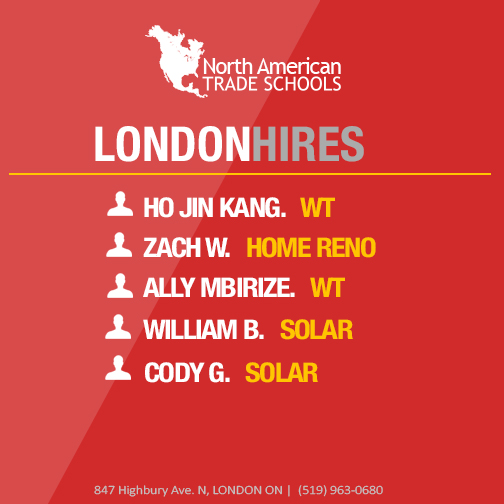 North American
TRADE SCHOOLS
LONDONHIRES
HO JIN KANG. WT
ZACH W. HOME RENO
ALLY MBIRIZE. WT
WILLIAM B. SOLAR
CODY G. SOLAR
847 Highbury Ave. N, LONDON ON | (519) 963-0680